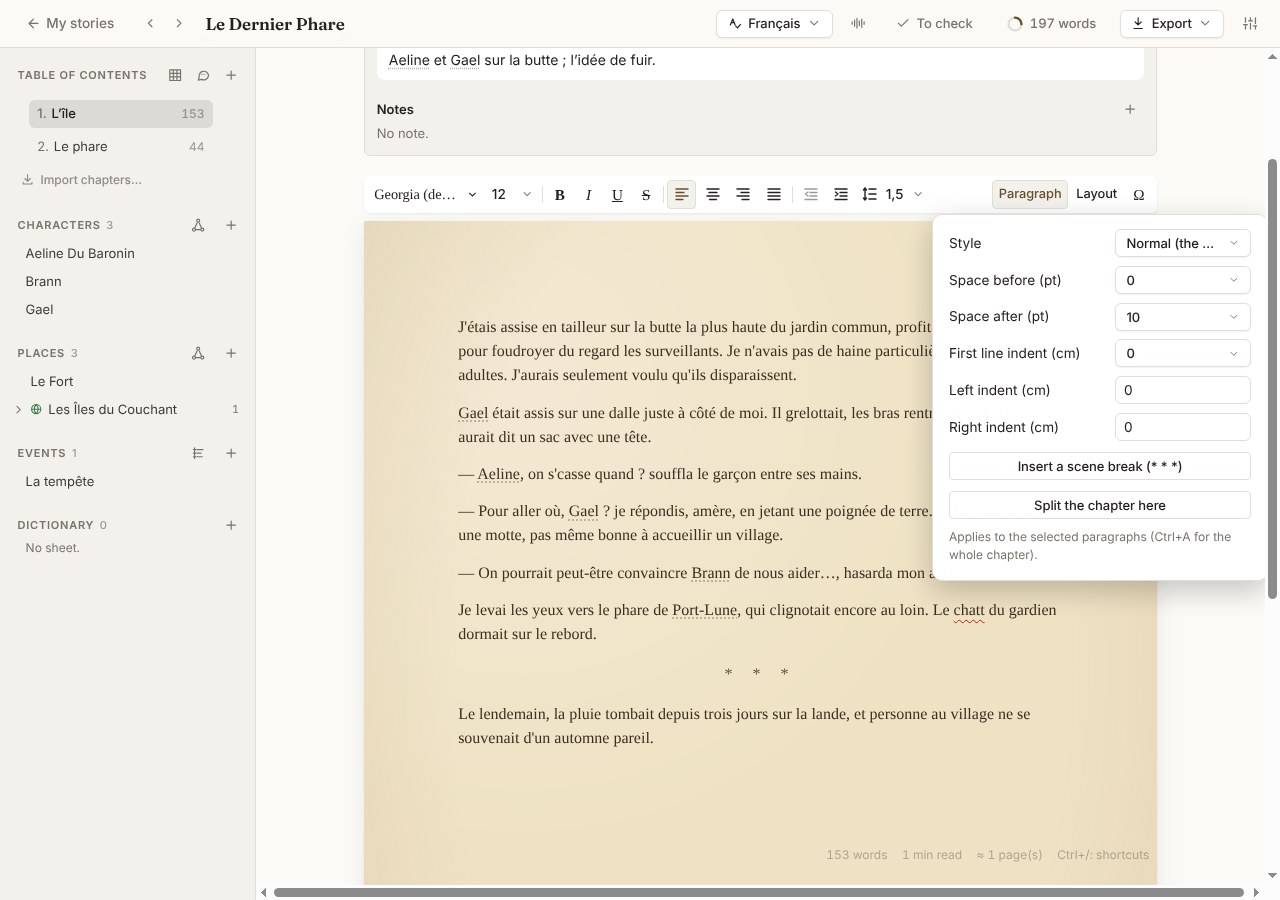 My stories
Le Dernier Phare
Français
To check
197 words
Export
TABLE OF CONTENTS
1. L'île 153
2. Le phare 44
Import chapters...
CHARACTERS 3
Aeline Du Baronin
Brann
Gael
PLACES 3
Le Fort
Les Îles du Couchant 1
EVENTS 1
La tempête
DICTIONARY 0
No sheet.
Aeline et Gael sur la butte ; l'idée de fuir.
Notes
No note.
Georgia (de… 12 B I U S 1,5 Paragraph Layout Ω
J'étais assise en tailleur sur la butte la plus haute du jardin commun, profit
pour foudroyer du regard les surveillants. Je n'avais pas de haine particuliè
adultes. J'aurais seulement voulu qu'ils disparaissent.
Gael était assis sur une dalle juste à côté de moi. Il grelottait, les bras rentr
aurait dit un sac avec une tête.
— Aeline, on s'casse quand ? souffla le garçon entre ses mains.
— Pour aller où, Gael ? je répondis, amère, en jetant une poignée de terre.
une motte, pas même bonne à accueillir un village.
— On pourrait peut-être convaincre Brann de nous aider…, hasarda mon a
Je levai les yeux vers le phare de Port-Lune, qui clignotait encore au loin. Le chatt du gardien
dormait sur le rebord.
* * *
Le lendemain, la pluie tombait depuis trois jours sur la lande, et personne au village ne se
souvenait d'un automne pareil.
153 words 1 min read ≈ 1 page(s) Ctrl+/: shortcuts
Style Normal (the ...
Space before (pt) 0
Space after (pt) 10
First line indent (cm) 0
Left indent (cm) 0
Right indent (cm) 0
Insert a scene break (* * *)
Split the chapter here
Applies to the selected paragraphs (Ctrl+A for the
whole chapter).